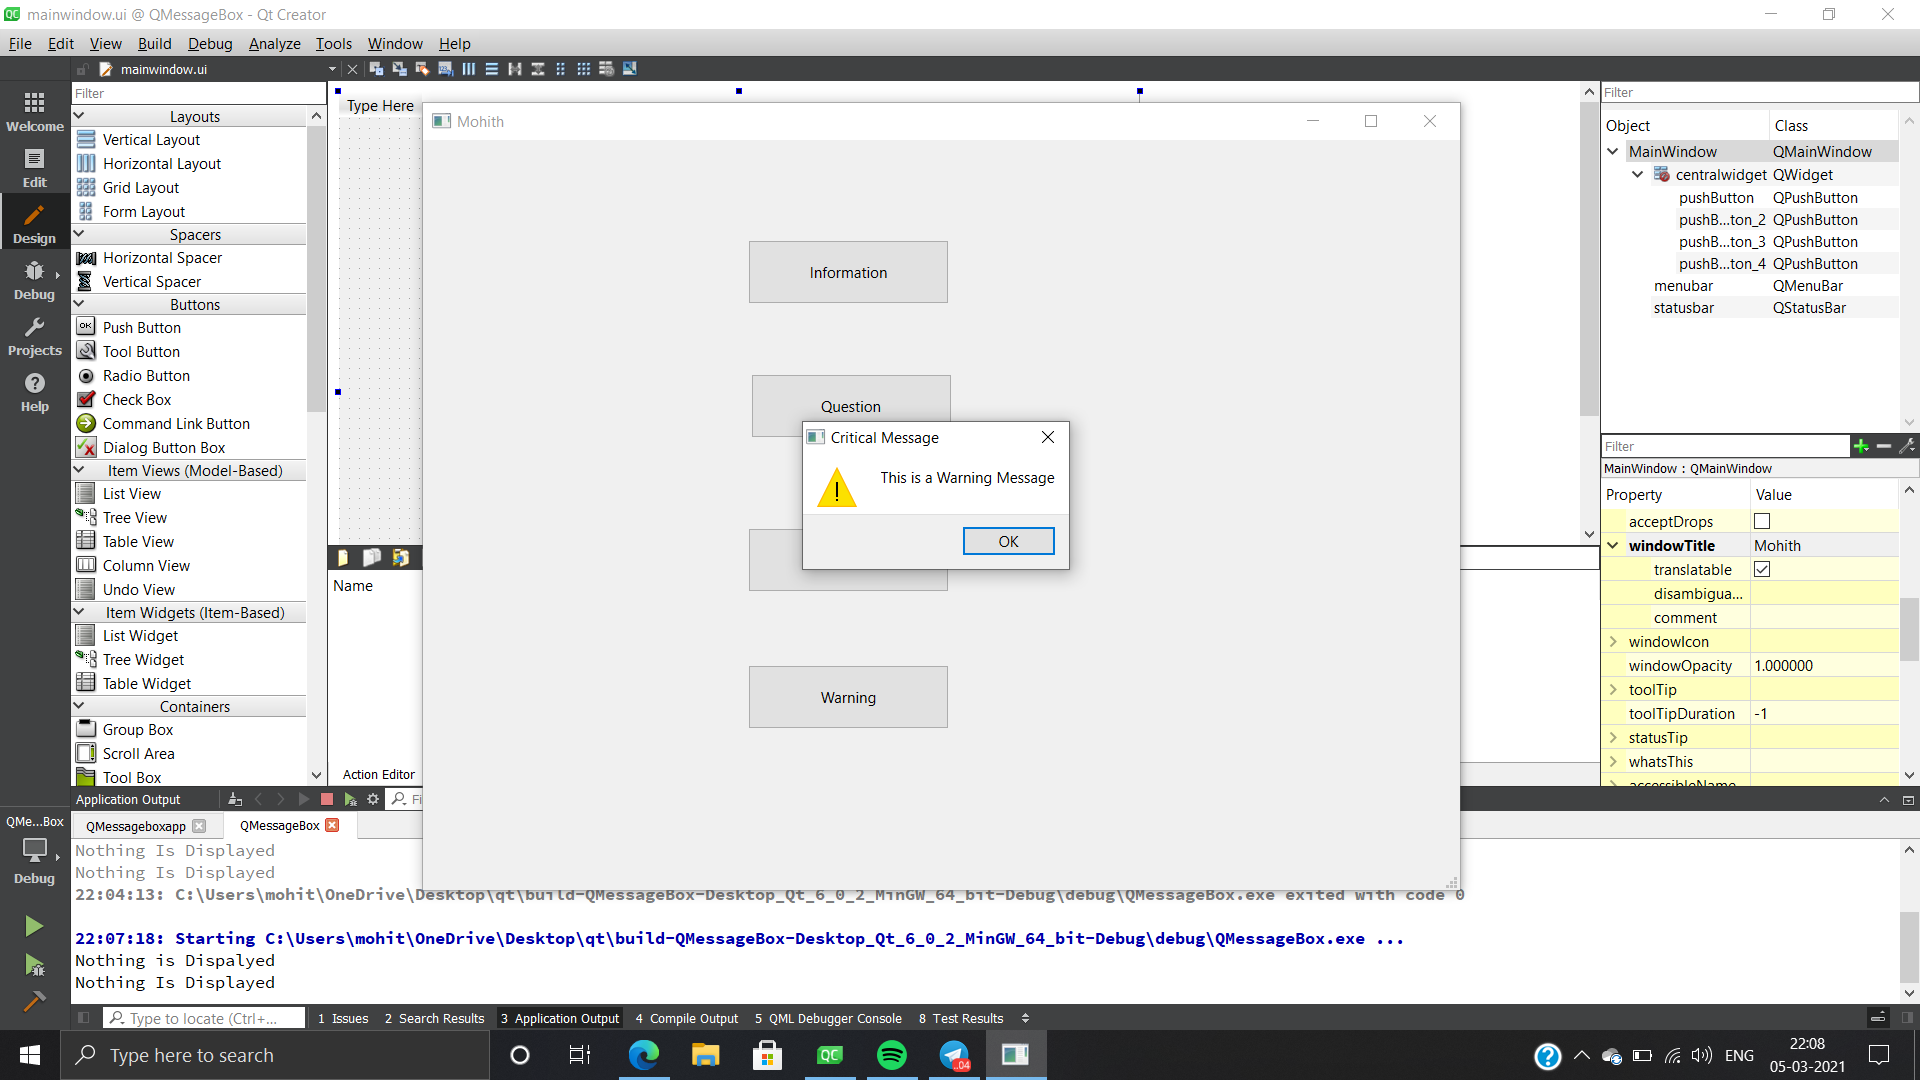 mainwindow.ui @ QMessageBox - Qt Creator
File Edit View Build Debug Analyze Tools Window Help
mainwindow.ui
Welcome
Edit
Design
Debug
Projects
Help
QMe...Box
Debug
Filter
Layouts
Vertical Layout
Horizontal Layout
Grid Layout
Form Layout
Spacers
Horizontal Spacer
Vertical Spacer
Buttons
Push Button
Tool Button
Radio Button
Check Box
Command Link Button
Dialog Button Box
Item Views (Model-Based)
List View
Tree View
Table View
Column View
Undo View
Item Widgets (Item-Based)
List Widget
Tree Widget
Table Widget
Containers
Group Box
Scroll Area
Tool Box
Type Here
Mohith
Information
Question
Critical Message
This is a Warning Message
OK
Warning
Name
Action Editor
Filter
Object Class
MainWindow QMainWindow
centralwidget QWidget
pushButton QPushButton
pushB...ton_2 QPushButton
pushB...ton_3 QPushButton
pushB...ton_4 QPushButton
menubar QMenuBar
statusbar QStatusBar
Filter
MainWindow : QMainWindow
Property Value
acceptDrops
windowTitle Mohith
translatable
disambigua...
comment
windowIcon
windowOpacity 1.000000
toolTip
toolTipDuration -1
statusTip
whatsThis
accessibleName
Application Output
Fi
QMessageboxapp QMessageBox
Nothing Is Displayed
Nothing Is Displayed
22:04:13: C:\Users\mohit\OneDrive\Desktop\qt\build-QMessageBox-Desktop_Qt_6_0_2_MinGW_64_bit-Debug\debug\QMessageBox.exe exited with code 0
22:07:18: Starting C:\Users\mohit\OneDrive\Desktop\qt\build-QMessageBox-Desktop_Qt_6_0_2_MinGW_64_bit-Debug\debug\QMessageBox.exe ...
Nothing is Dispalyed
Nothing Is Displayed
Type to locate (Ctrl+... 1 Issues 2 Search Results 3 Application Output 4 Compile Output 5 QML Debugger Console 8 Test Results
Type here to search
QC
..04
ENG
22:08
05-03-2021